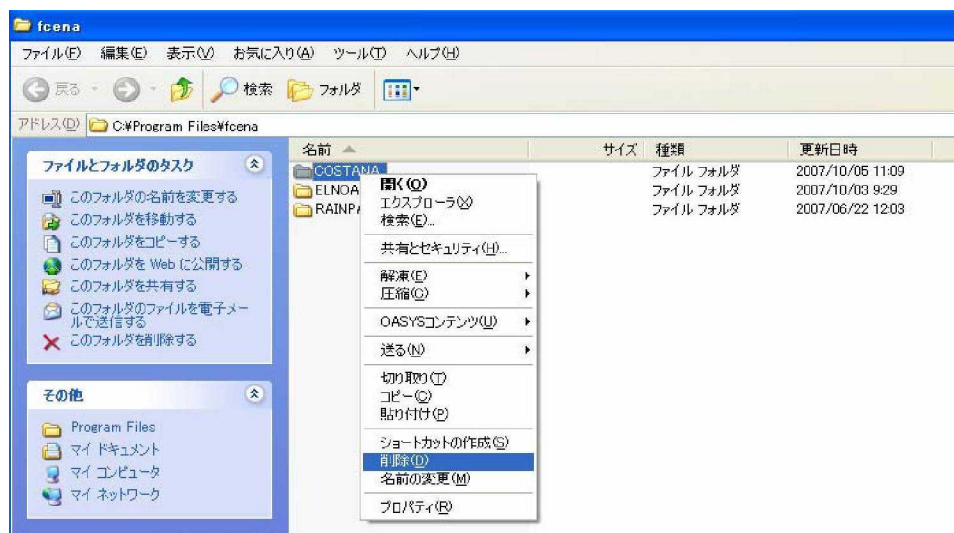 fcena
ファイル(F) 編集(E) 表示(V) お気に入り(A) ツール(T) ヘルプ(H)
戻る 検索 フォルダ
アドレス(D) C:¥Program Files¥fcena
名前 サイズ 種類 更新日時
COSTANA ファイル フォルダ 2007/10/05 11:09
ELNOA ファイル フォルダ 2007/10/03 9:29
RAINPA ファイル フォルダ 2007/06/22 12:03
ファイルとフォルダのタスク
このフォルダの名前を変更する
このフォルダを移動する
このフォルダをコピーする
このフォルダを Web に公開する
このフォルダを共有する
このフォルダのファイルを電子メー
ルで送信する
このフォルダを削除する
その他
Program Files
マイ ドキュメント
マイ コンピュータ
マイ ネットワーク
開く(O)
エクスプローラ(X)
検索(E)...
共有とセキュリティ(H)...
解凍(E)
圧縮(C)
OASYSコンテンツ(U)
送る(N)
切り取り(T)
コピー(C)
貼り付け(P)
ショートカットの作成(S)
削除(D)
名前の変更(M)
プロパティ(R)